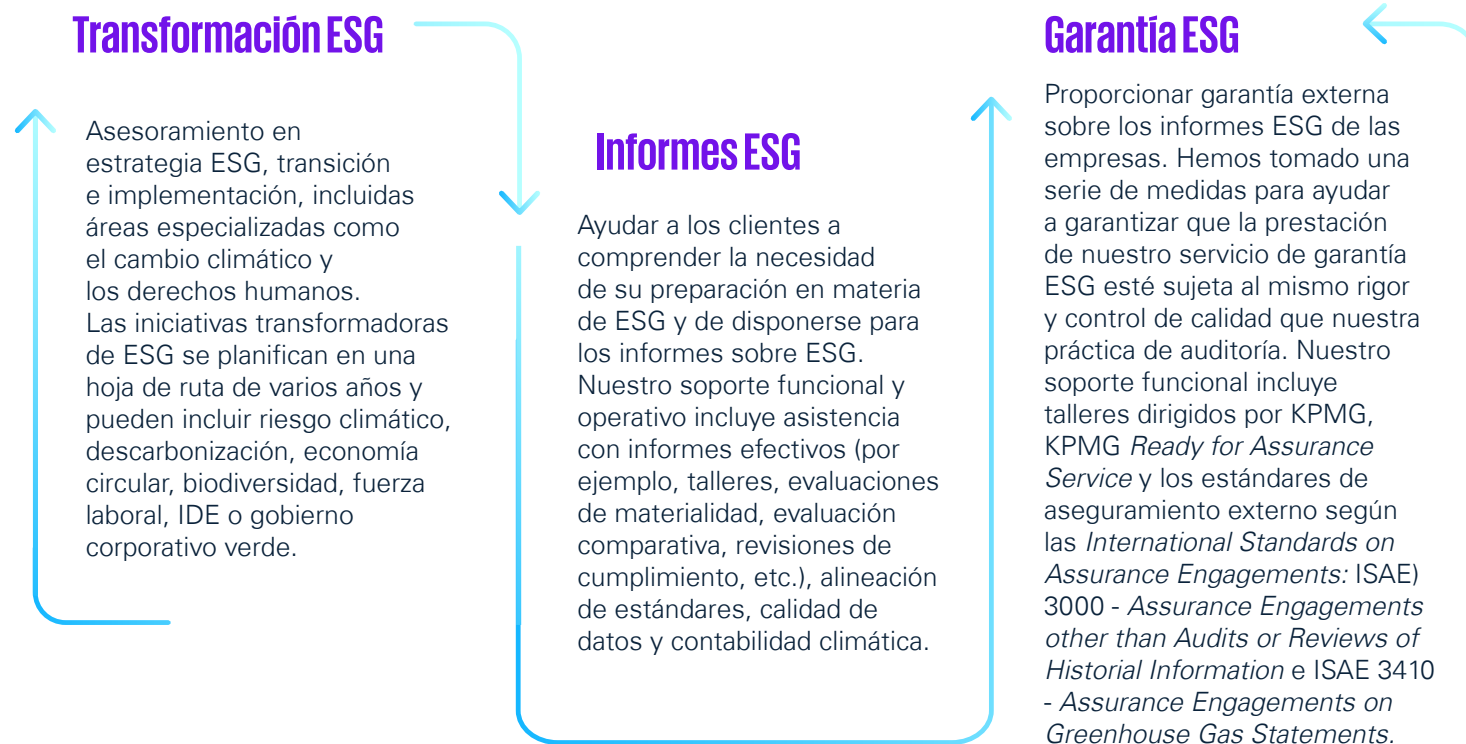 Transformación ESG
Asesoramiento en
estrategia ESG, transición
e implementación, incluidas
áreas especializadas como
el cambio climático y
los derechos humanos.
Las iniciativas transformadoras
de ESG se planifican en una
hoja de ruta de varios años y
pueden incluir riesgo climático,
descarbonización, economía
circular, biodiversidad, fuerza
laboral, IDE o gobierno
corporativo verde.
Informes ESG
Ayudar a los clientes a
comprender la necesidad
de su preparación en materia
de ESG y de disponerse para
los informes sobre ESG.
Nuestro soporte funcional y
operativo incluye asistencia
con informes efectivos (por
ejemplo, talleres, evaluaciones
de materialidad, evaluación
comparativa, revisiones de
cumplimiento, etc.), alineación
de estándares, calidad de
datos y contabilidad climática.
Garantía ESG
Proporcionar garantía externa
sobre los informes ESG de las
empresas. Hemos tomado una
serie de medidas para ayudar
a garantizar que la prestación
de nuestro servicio de garantía
ESG esté sujeta al mismo rigor
y control de calidad que nuestra
práctica de auditoría. Nuestro
soporte funcional incluye
talleres dirigidos por KPMG,
KPMG Ready for Assurance
Service y los estándares de
aseguramiento externo según
las International Standards on
Assurance Engagements: ISAE)
3000 - Assurance Engagements
other than Audits or Reviews of
Historial Information e ISAE 3410
- Assurance Engagements on
Greenhouse Gas Statements.